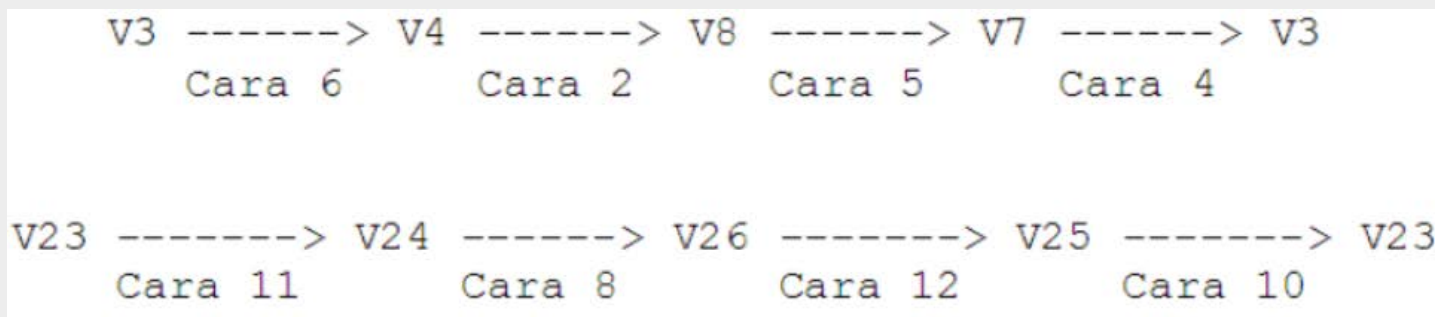 V3 ------> V4 ------> V8 ------> V7 ------> V3
Cara 6 Cara 2 Cara 5 Cara 4
V23 -------> V24 ------> V26 -------> V25 -------> V23
Cara 11 Cara 8 Cara 12 Cara 10